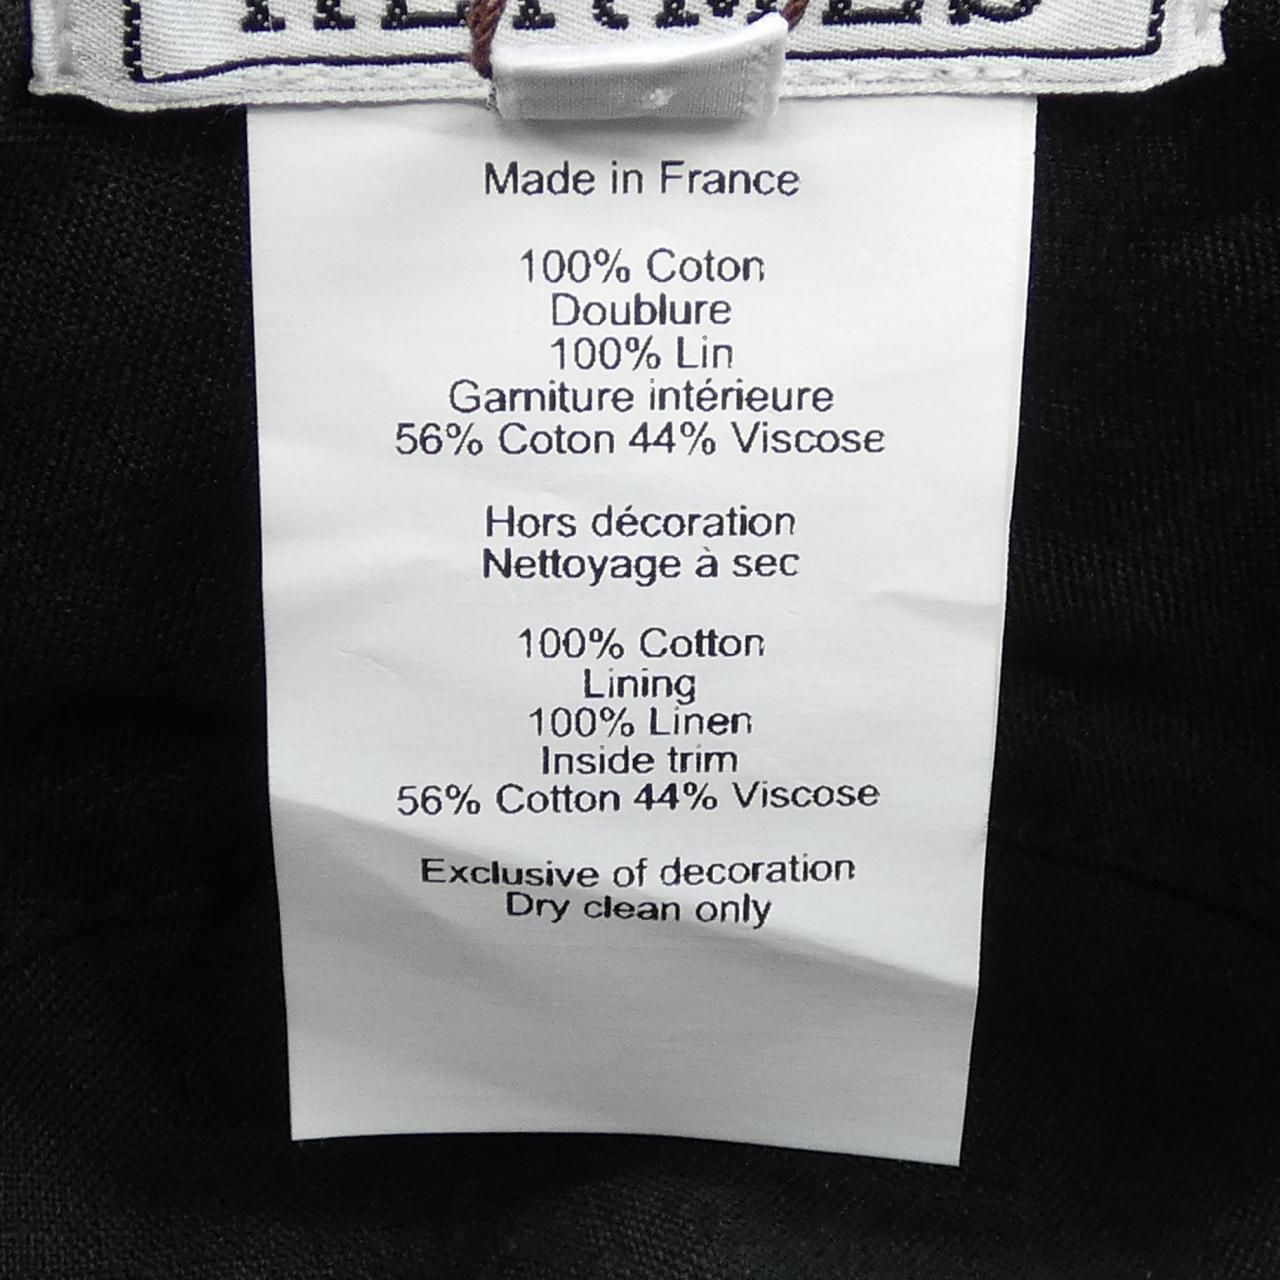 HERMES
Made in France
100% Coton
Doublure
100% Lin
Garniture intérieure
56% Coton 44% Viscose
Hors décoration
Nettoyage à sec
100% Cotton
Lining
100% Linen
Inside trim
56% Cotton 44% Viscose
Exclusive of decoration
Dry clean only